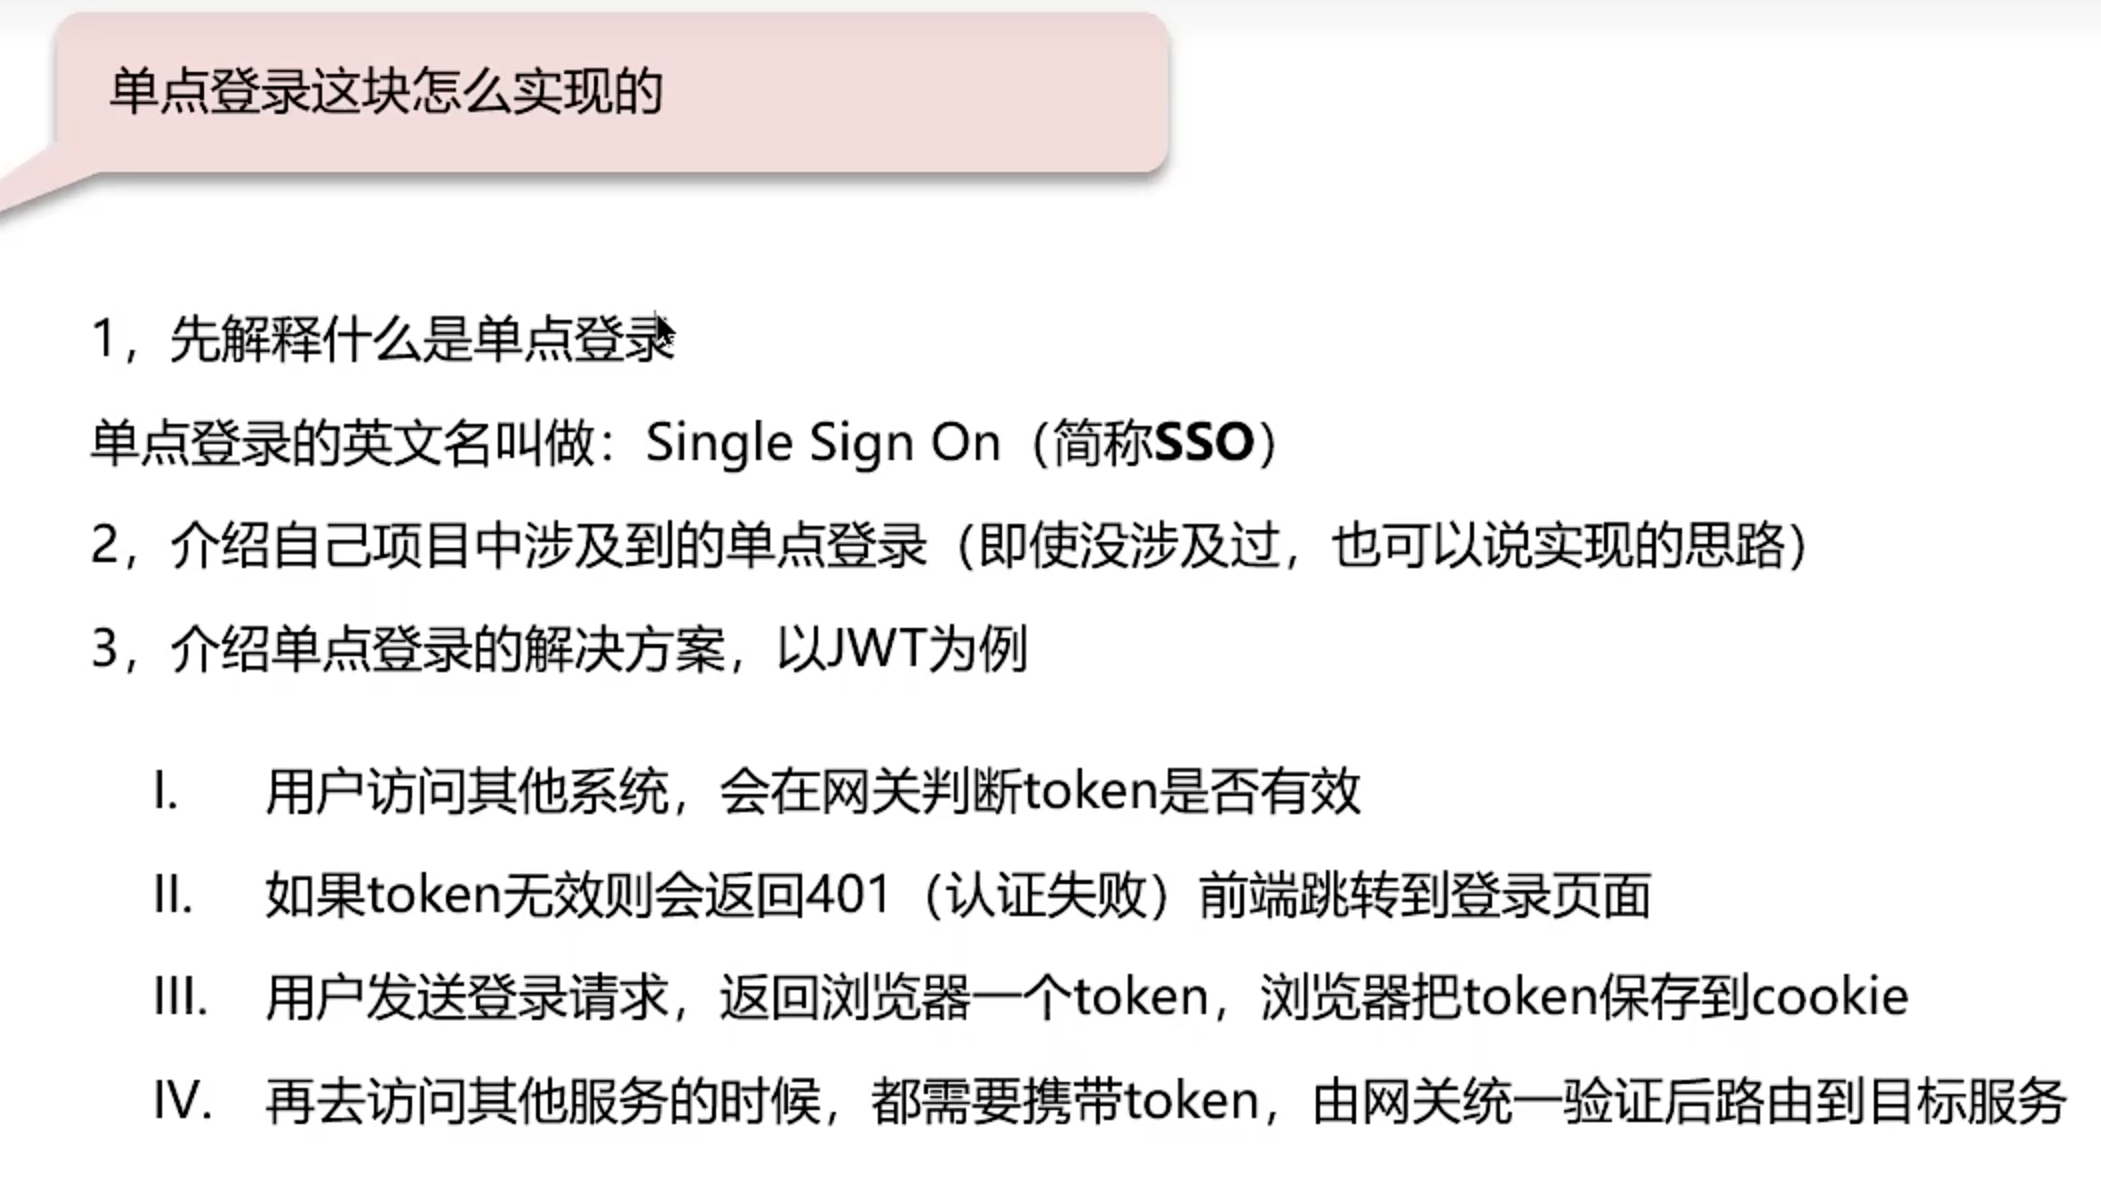 单点登录这块怎么实现的
1，先解释什么是单点登录
单点登录的英文名叫做：Single Sign On（简称SSO）
2，介绍自己项目中涉及到的单点登录（即使没涉及过，也可以说实现的思路）
3，介绍单点登录的解决方案，以JWT为例
I. 用户访问其他系统，会在网关判断token是否有效
II. 如果token无效则会返回401（认证失败）前端跳转到登录页面
III. 用户发送登录请求，返回浏览器一个token，浏览器把token保存到cookie
IV. 再去访问其他服务的时候，都需要携带token，由网关统一验证后路由到目标服务